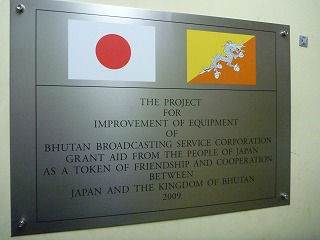 THE PROJECT
FOR
IMPROVEMENT OF EQUIPMENT
OF
BHUTAN BROADCASTING SERVICE CORPORATION
GRANT AID FROM THE PEOPLE OF JAPAN
AS A TOKEN OF FRIENDSHIP AND COOPERATION
BETWEEN
JAPAN AND THE KINGDOM OF BHUTAN
2009